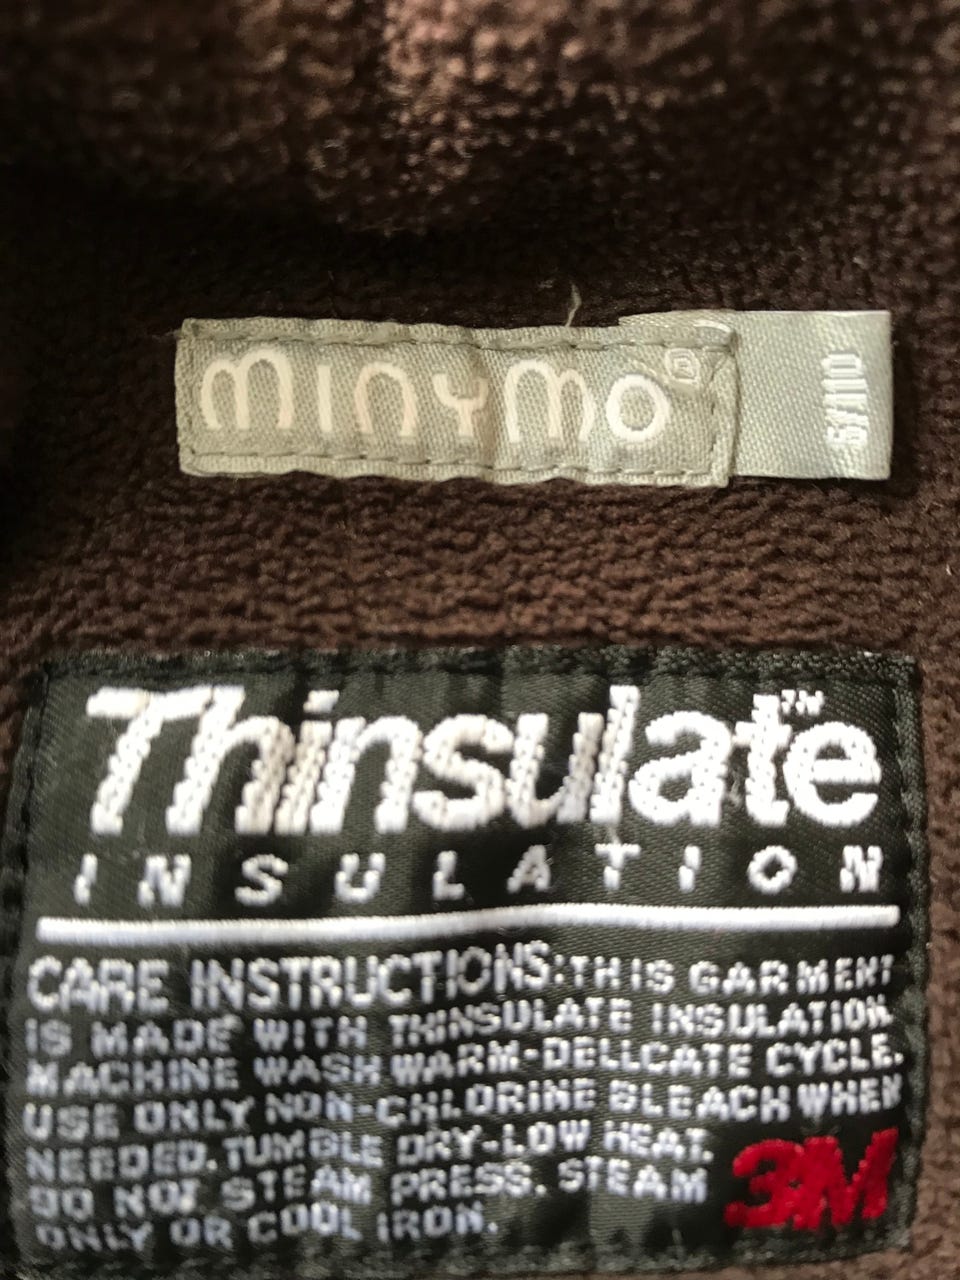 minymo®
5/110
Thinsulate™
INSULATION
CARE INSTRUCTIONS: THIS GARMENT
IS MADE WITH THINSULATE INSULATION.
MACHINE WASH WARM-DELLCATE CYCLE.
USE ONLY NON-CHLORINE BLEACH WHEN
NEEDED. TUMBLE DRY-LOW HEAT.
DO NOT STEAM PRESS. STEAM
ONLY OR COOL IRON.
3M